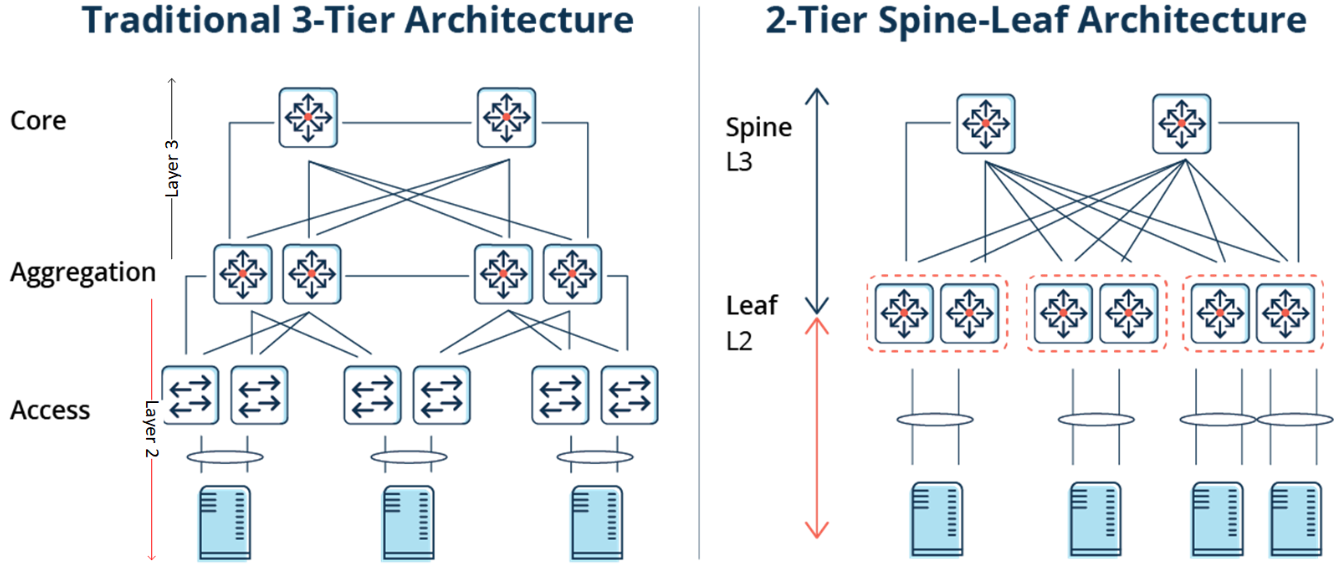 Traditional 3-Tier Architecture
Core
Layer 3
Aggregation
Access
Layer 2
2-Tier Spine-Leaf Architecture
Spine
L3
Leaf
L2